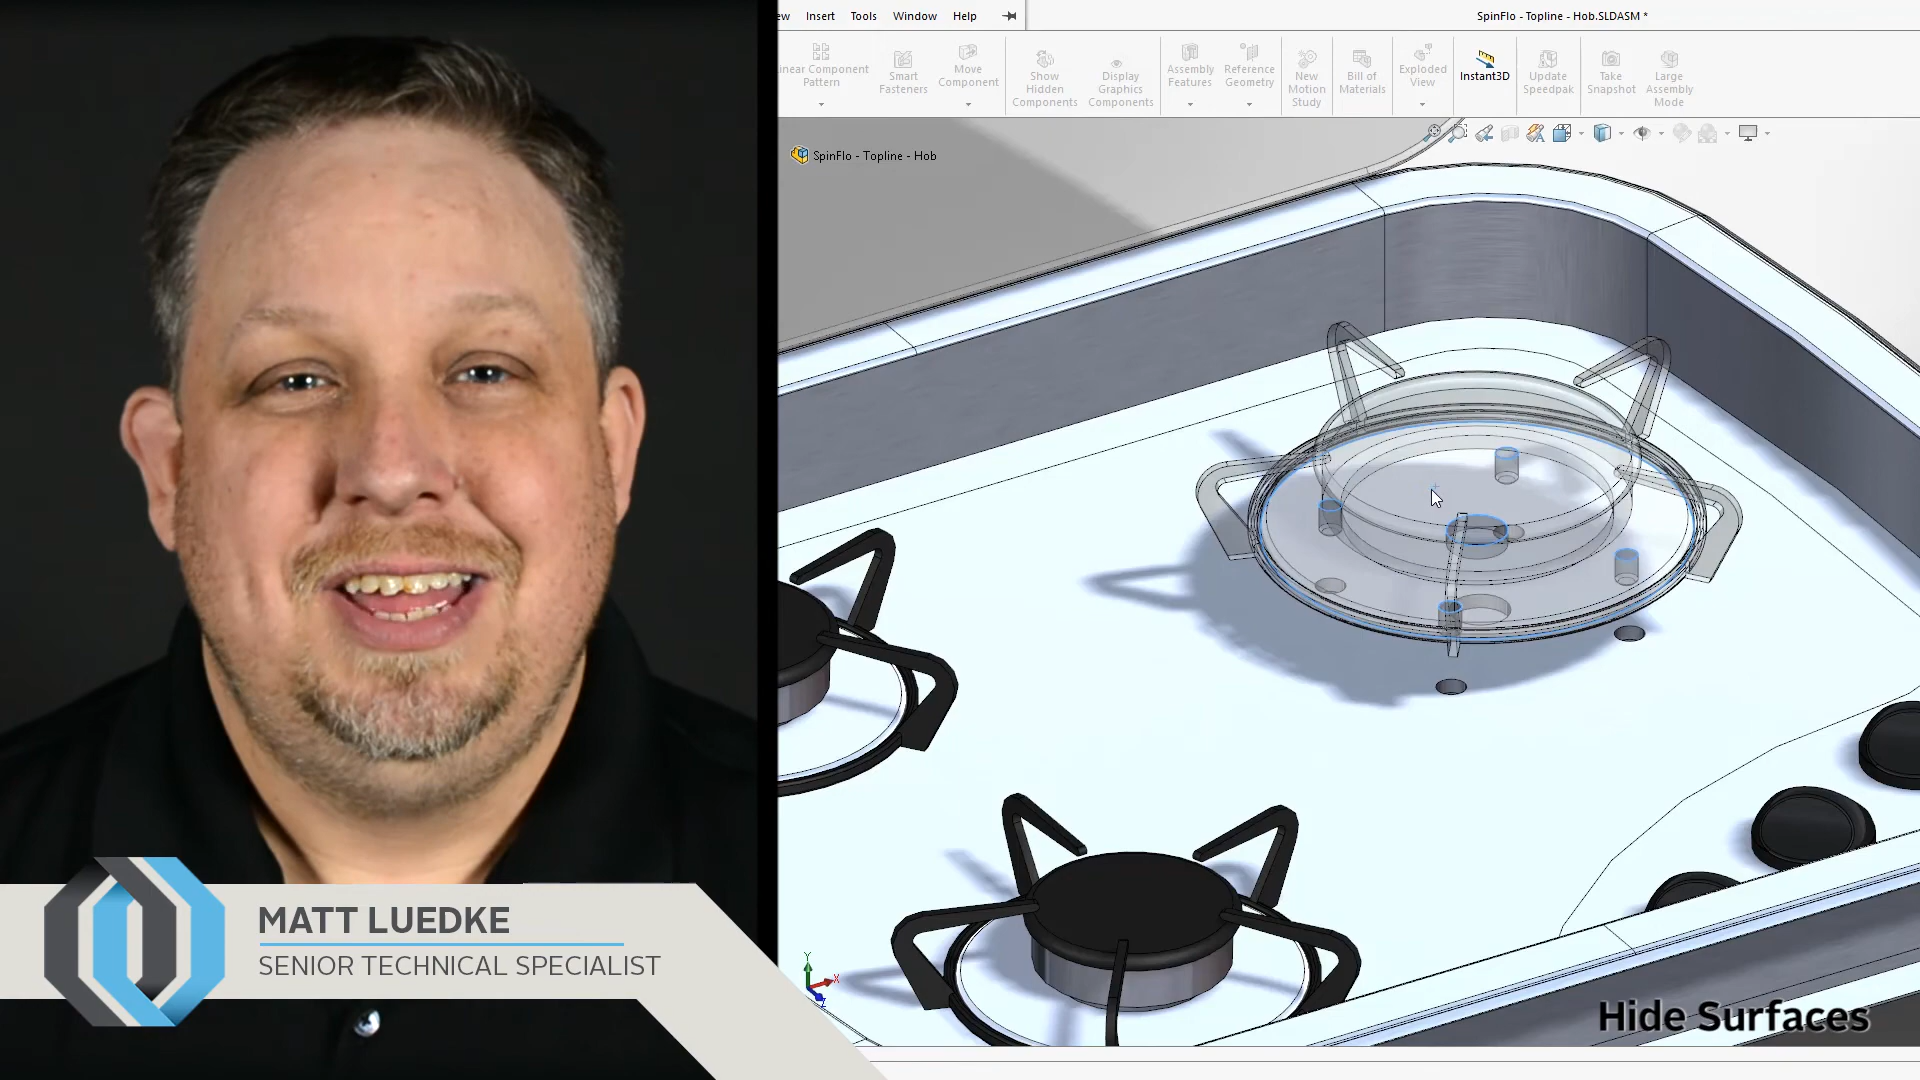 Insert Tools Window Help
SpinFlo - Topline - Hob.SLDASM *
Component
Pattern
Smart
Fasteners
Move
Component
Show
Hidden
Components
Display
Graphics
Components
Assembly
Features
Reference
Geometry
New
Motion
Study
Bill of
Materials
Exploded
View
Instant3D
Update
Speedpak
Take
Snapshot
Large
Assembly
Mode
SpinFlo - Topline - Hob
MATT LUEDKE
SENIOR TECHNICAL SPECIALIST
Y
X
Z
Hide Surfaces